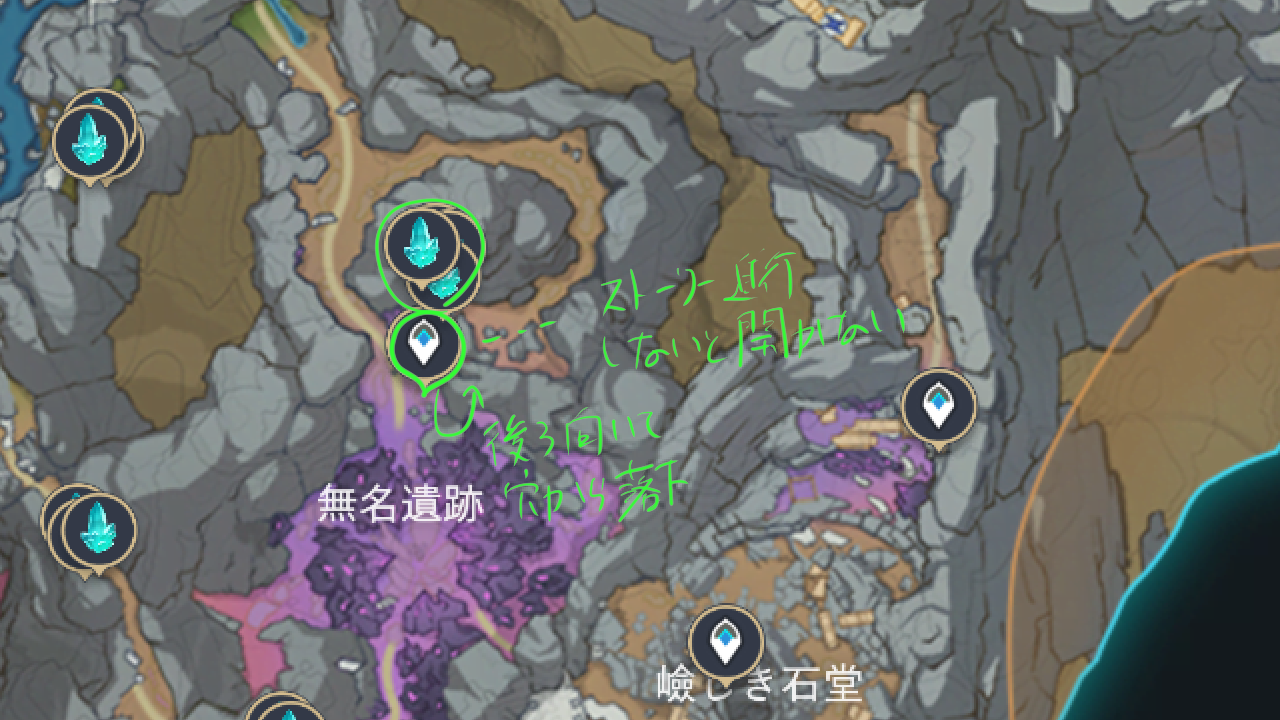 ストーリー進行
しないと開かない
後ろ向いて
穴から落下
無名遺跡
險しき石堂